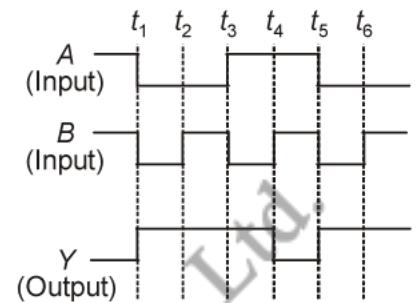 t1 t2 t3 t4 t5 t6
A
(Input)
B
(Input)
Y
(Output)
Ltd.